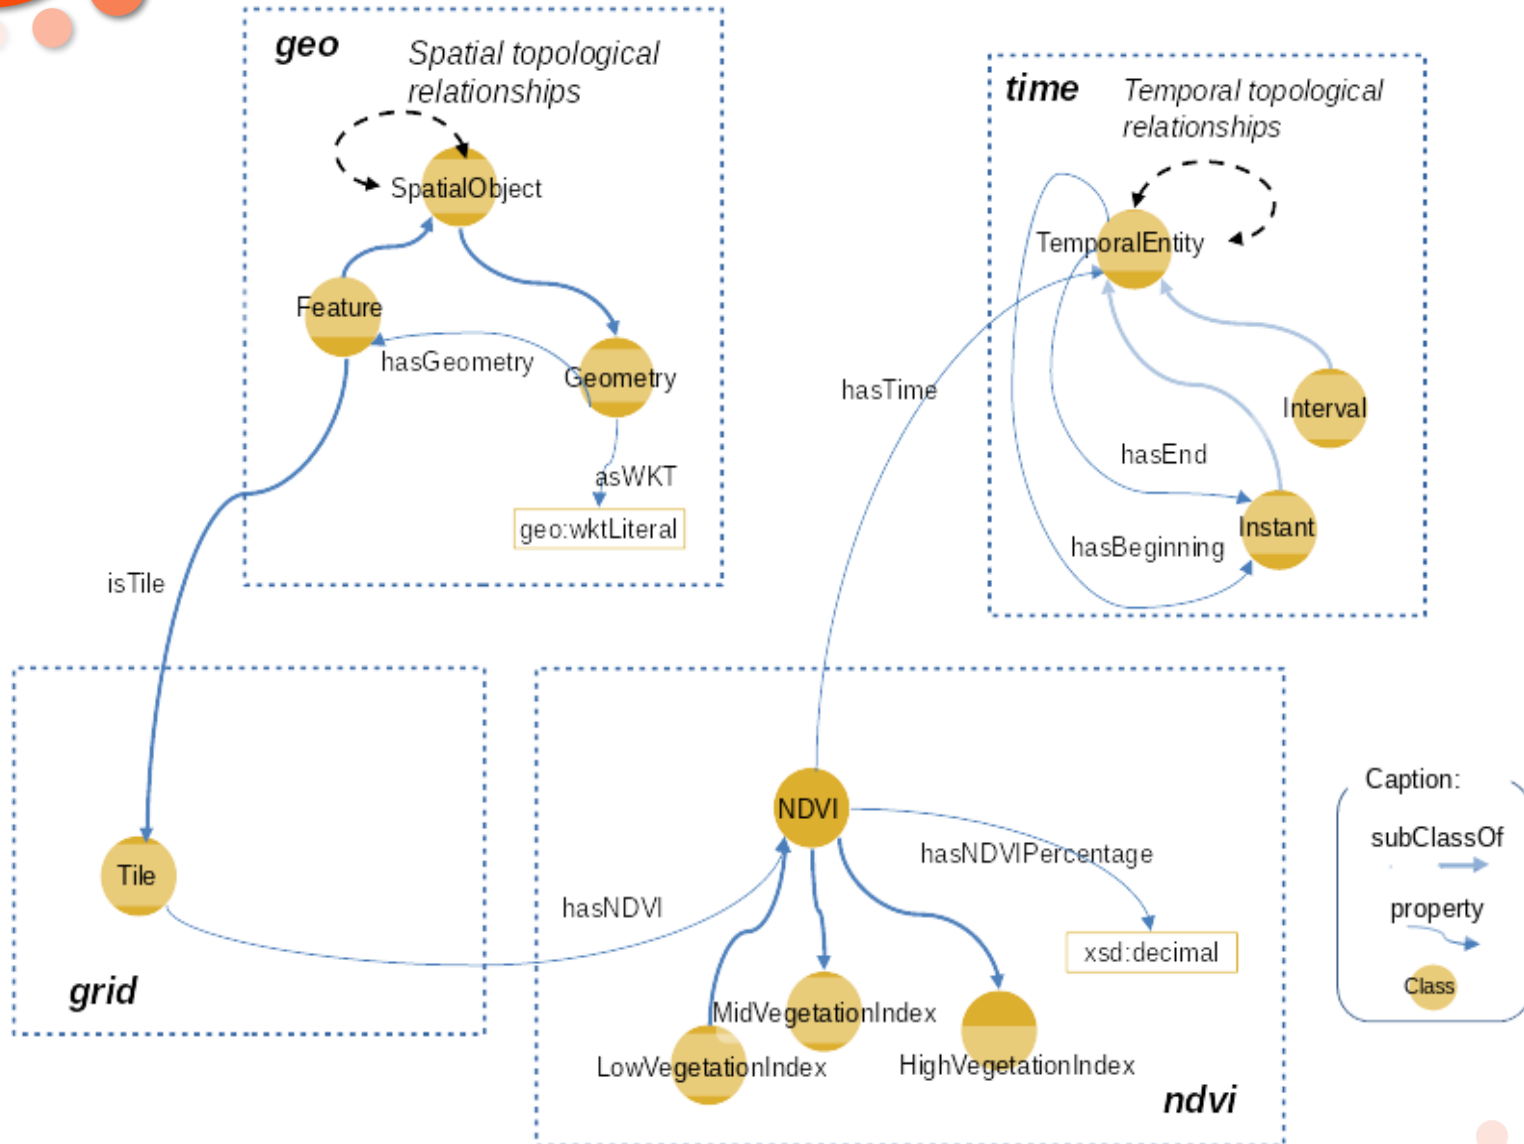 geo
Spatial topological
relationships
SpatialObject
Feature
hasGeometry
Geometry
asWKT
geo:wktLiteral
isTile
time
Temporal topological
relationships
TemporalEntity
hasTime
Interval
hasEnd
Instant
hasBeginning
Tile
grid
hasNDVI
NDVI
hasNDVIPercentage
xsd:decimal
MidVegetationIndex
LowVegetationIndex
HighVegetationIndex
ndvi
Caption:
subClassOf
property
Class